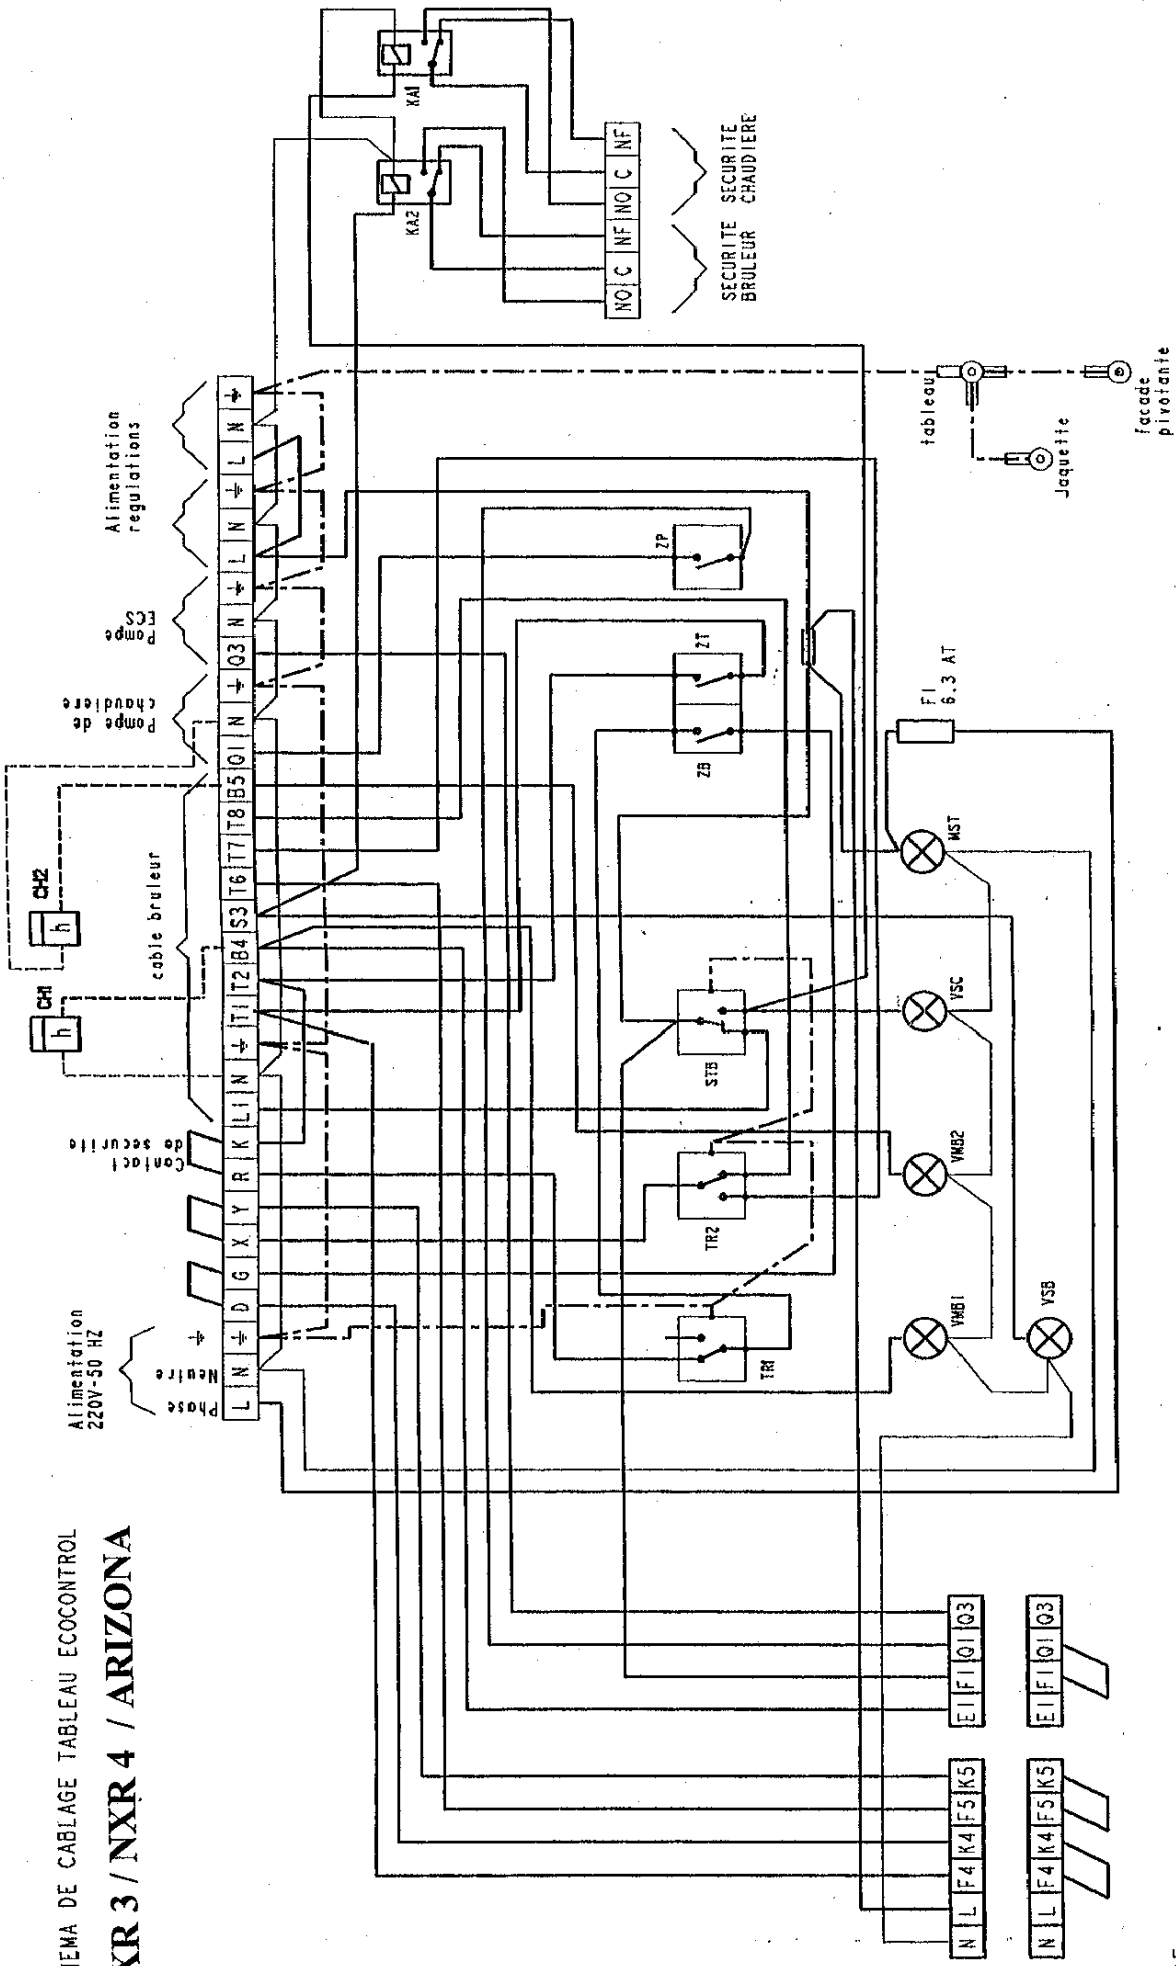 HEMA DE CABLAGE TABLEAU ECOCONTROL
XR 3 / NXR 4 / ARIZONA
Alimentation
220V-50 HZ
Phase
Neutre
Contact
de securite
cable bruleur
CH1
h
CH2
h
Pompe de
chaudiere
Pompe
ECS
Alimentation
regulations
L N D G X Y R K L1 N T1 T2 B4 S3 T6 T7 T8 B5 Q1 N Q3 N L N L N
KA2
KA1
NO C NF NO C NF
SECURITE
BRULEUR
SECURITE
CHAUDIERE
TR1
TR2
STB
ZB
ZT
ZP
F1
6.3 AT
VMB1
VMB2
VSC
MST
VSB
tableau
Jaquette
facade
pivotante
N L F4 K4 F5 K5
E1 F1 Q1 Q3
N L F4 K4 F5 K5
E1 F1 Q1 Q3